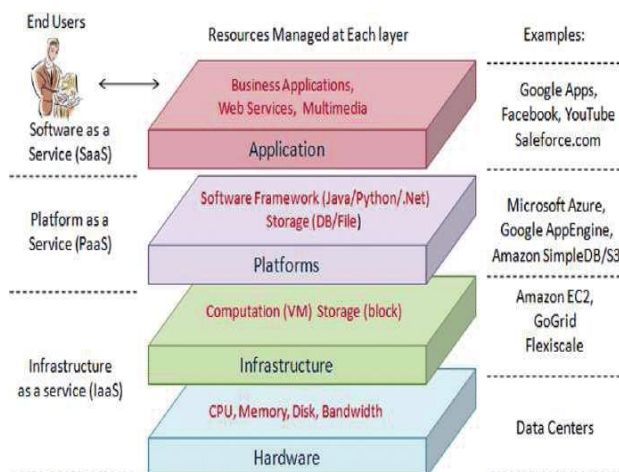 End Users
Resources Managed at Each layer
Examples:
Business Applications,
Web Services, Multimedia
Application
Software as a
Service (SaaS)
Google Apps,
Facebook, YouTube
Saleforce.com
Software Framework (Java/Python/.Net)
Storage (DB/File)
Platforms
Platform as a
Service (PaaS)
Microsoft Azure,
Google AppEngine,
Amazon SimpleDB/S3
Computation (VM) Storage (block)
Infrastructure
Amazon EC2,
GoGrid
Flexiscale
Infrastructure
as a service (IaaS)
CPU, Memory, Disk, Bandwidth
Hardware
Data Centers